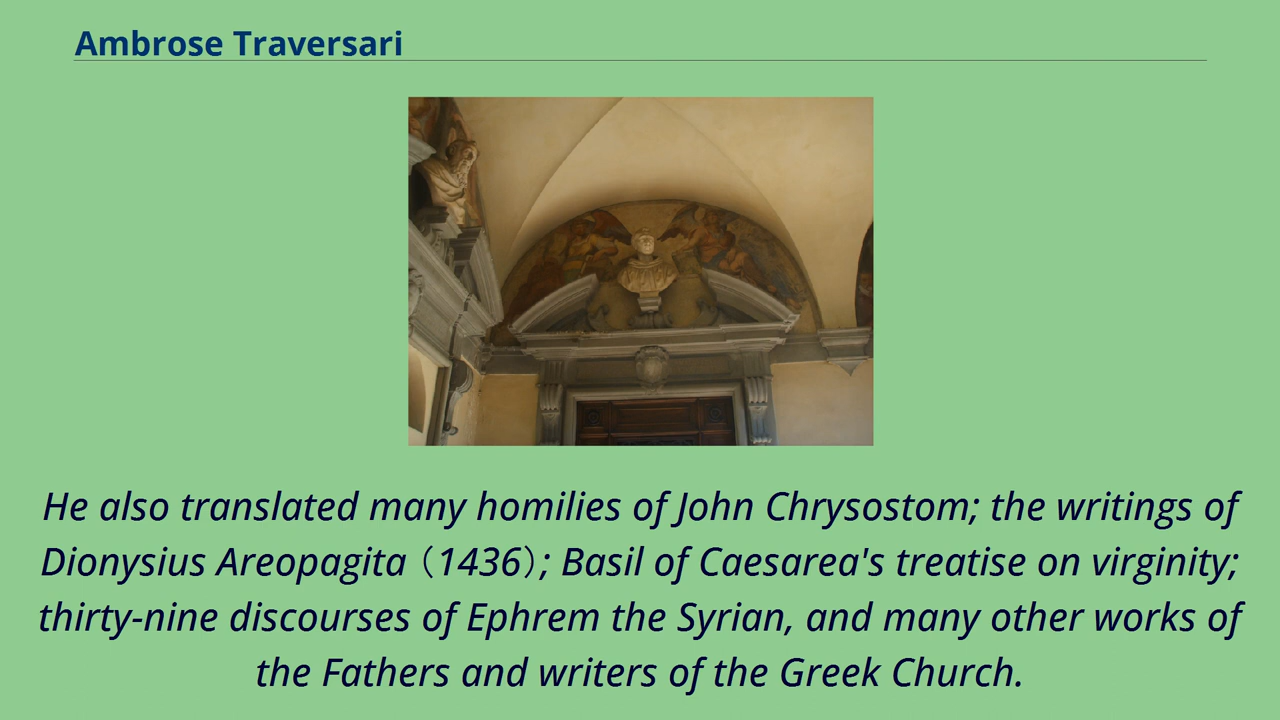 Ambrose Traversari
He also translated many homilies of John Chrysostom; the writings of
Dionysius Areopagita（1436）; Basil of Caesarea's treatise on virginity;
thirty-nine discourses of Ephrem the Syrian, and many other works of
the Fathers and writers of the Greek Church.